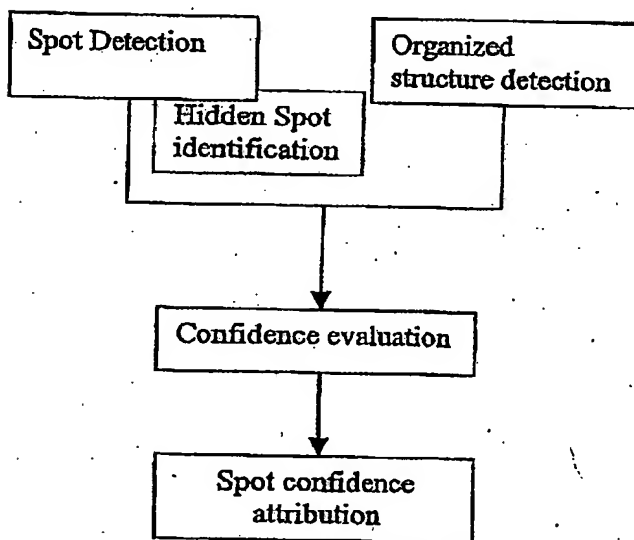 Spot Detection
Organized
structure detection
Hidden Spot
identification
Confidence evaluation
Spot confidence
attribution